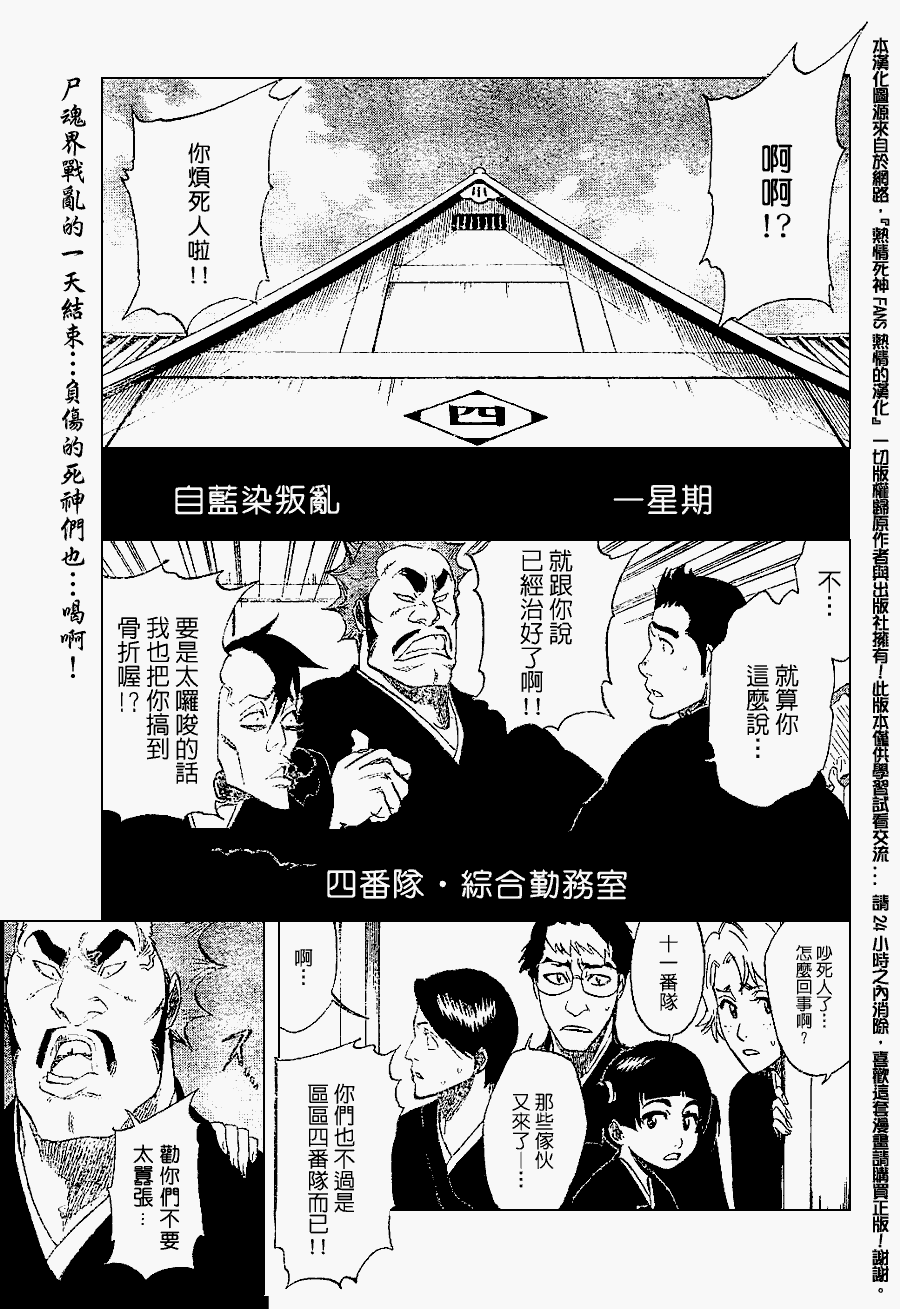 本漢化圖源來自於網路．『熱情死神FANS熱情的漢化』一切版權歸原作者與出版社擁有！此版本僅供學習試看交流... 請24小時之內消除．喜歡這套漫畫請購買正版！謝謝。
啊
啊!?
你煩死人啦!!
尸魂界戰亂的一天結束…負傷的死神們也…喝啊！
四
自藍染叛亂
一星期
不…
就算你
這麼說…
就跟你說
已經治好了啊!!
要是太囉唆的話
我也把你搞到
骨折喔!?
四番隊・綜合勤務室
吵死人了…
怎麼回事啊?
十一番隊
那些傢伙
又來了—…
啊…
你們也不過是
區區四番隊而已!!
勸你們不要
太囂張…